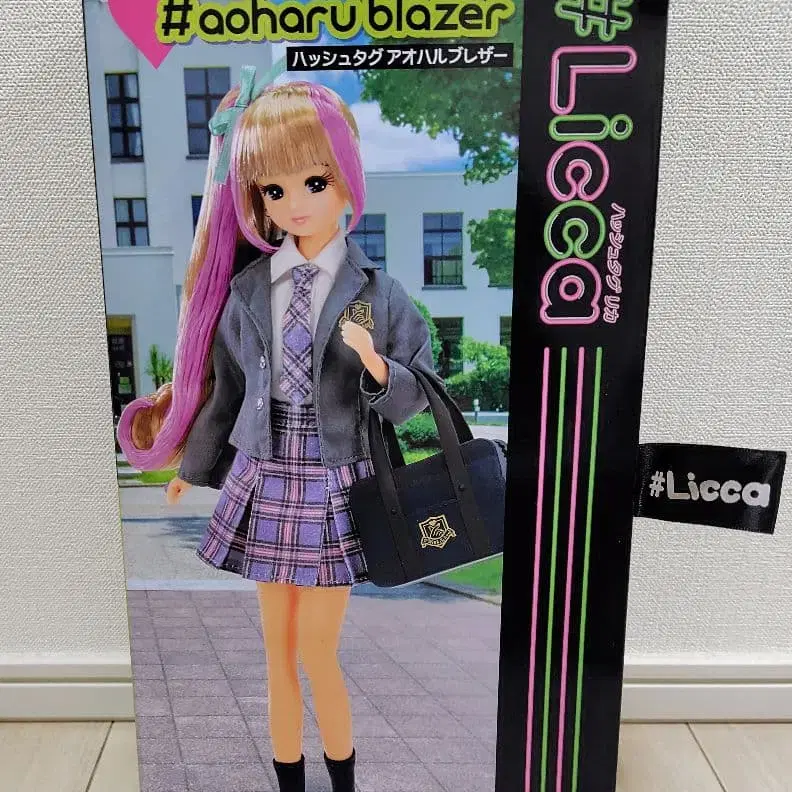 #aoharu blazer
ハッシュタグ アオハルブレザー
#Licca
ハッシュタグ リカ
#Licca